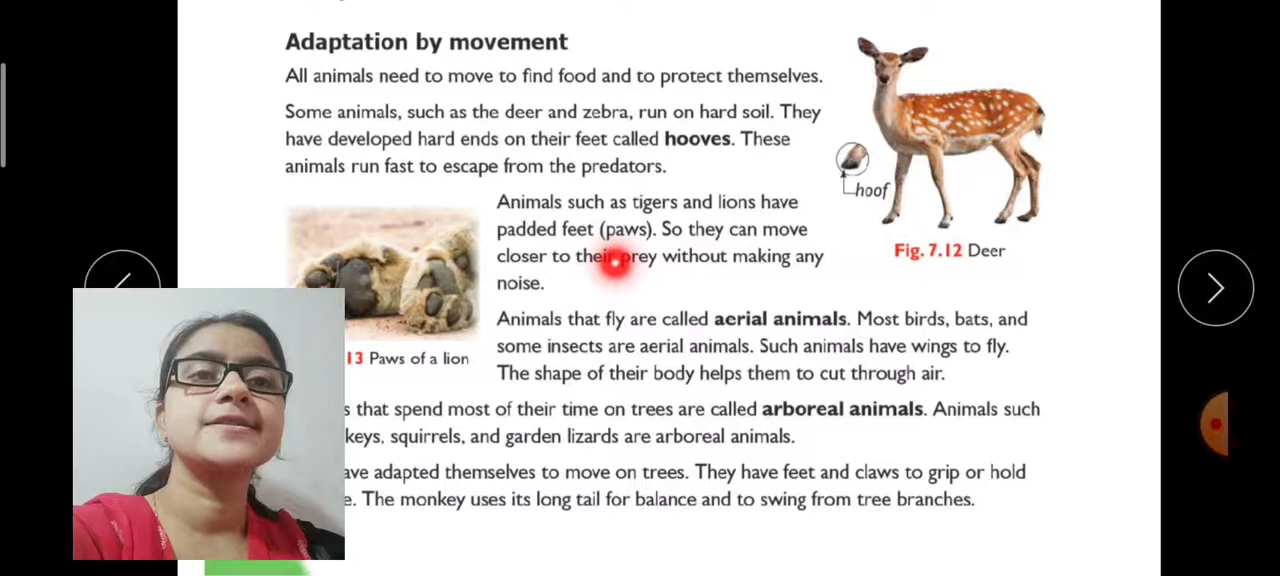 Adaptation by movement
All animals need to move to find food and to protect themselves.
Some animals, such as the deer and zebra, run on hard soil. They
have developed hard ends on their feet called hooves. These
animals run fast to escape from the predators.
hoof
Fig. 7.12 Deer
Animals such as tigers and lions have
padded feet (paws). So they can move
closer to their prey without making any
noise.
13 Paws of a lion
Animals that fly are called aerial animals. Most birds, bats, and
some insects are aerial animals. Such animals have wings to fly.
The shape of their body helps them to cut through air.
s that spend most of their time on trees are called arboreal animals. Animals such
keys, squirrels, and garden lizards are arboreal animals.
ave adapted themselves to move on trees. They have feet and claws to grip or hold
e. The monkey uses its long tail for balance and to swing from tree branches.